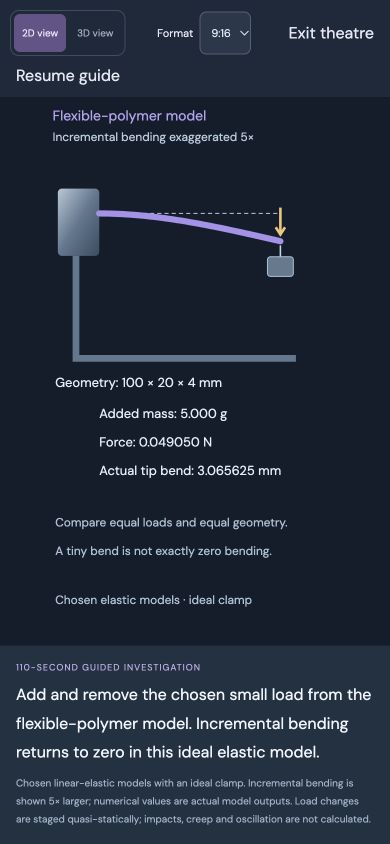 2D view
3D view
Format
9:16
Exit theatre
Resume guide
Flexible-polymer model
Incremental bending exaggerated 5×
Geometry: 100 × 20 × 4 mm
Added mass: 5.000 g
Force: 0.049050 N
Actual tip bend: 3.065625 mm
Compare equal loads and equal geometry.
A tiny bend is not exactly zero bending.
Chosen elastic models · ideal clamp
110-SECOND GUIDED INVESTIGATION
Add and remove the chosen small load from the
flexible-polymer model. Incremental bending
returns to zero in this ideal elastic model.
Chosen linear-elastic models with an ideal clamp. Incremental bending is
shown 5× larger; numerical values are actual model outputs. Load changes
are staged quasi-statically; impacts, creep and oscillation are not calculated.